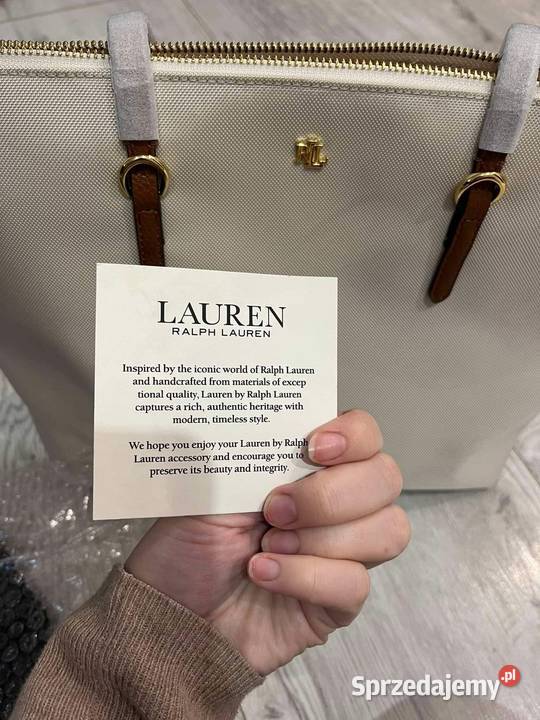 RLL
LAUREN
RALPH LAUREN
Inspired by the iconic world of Ralph Lauren
and handcrafted from materials of excep
tional quality, Lauren by Ralph Lauren
captures a rich, authentic heritage with
modern, timeless style.
We hope you enjoy your Lauren by Ralph
Lauren accessory and encourage you to
preserve its beauty and integrity.
Sprzedajemy.pl